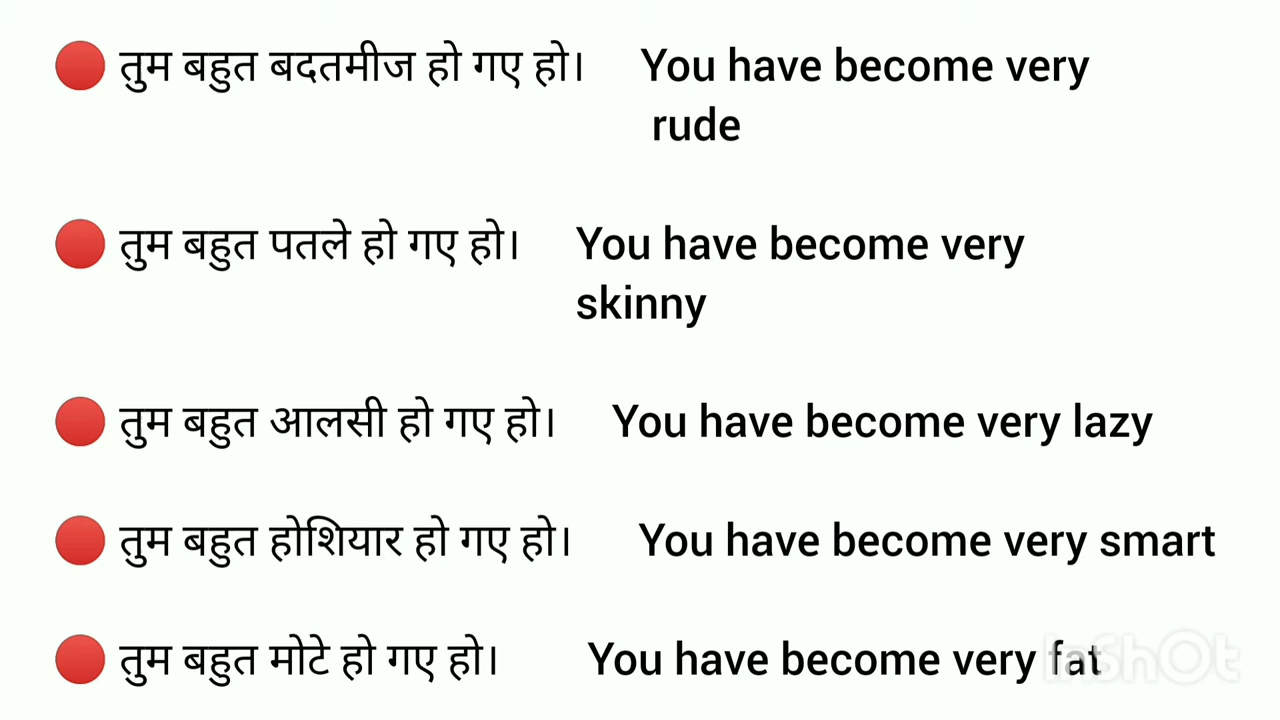 तुम बहुत बदतमीज हो गए हो। You have become very
rude
तुम बहुत पतले हो गए हो। You have become very
skinny
तुम बहुत आलसी हो गए हो। You have become very lazy
तुम बहुत होशियार हो गए हो। You have become very smart
तुम बहुत मोटे हो गए हो। You have become very fat
InShOt